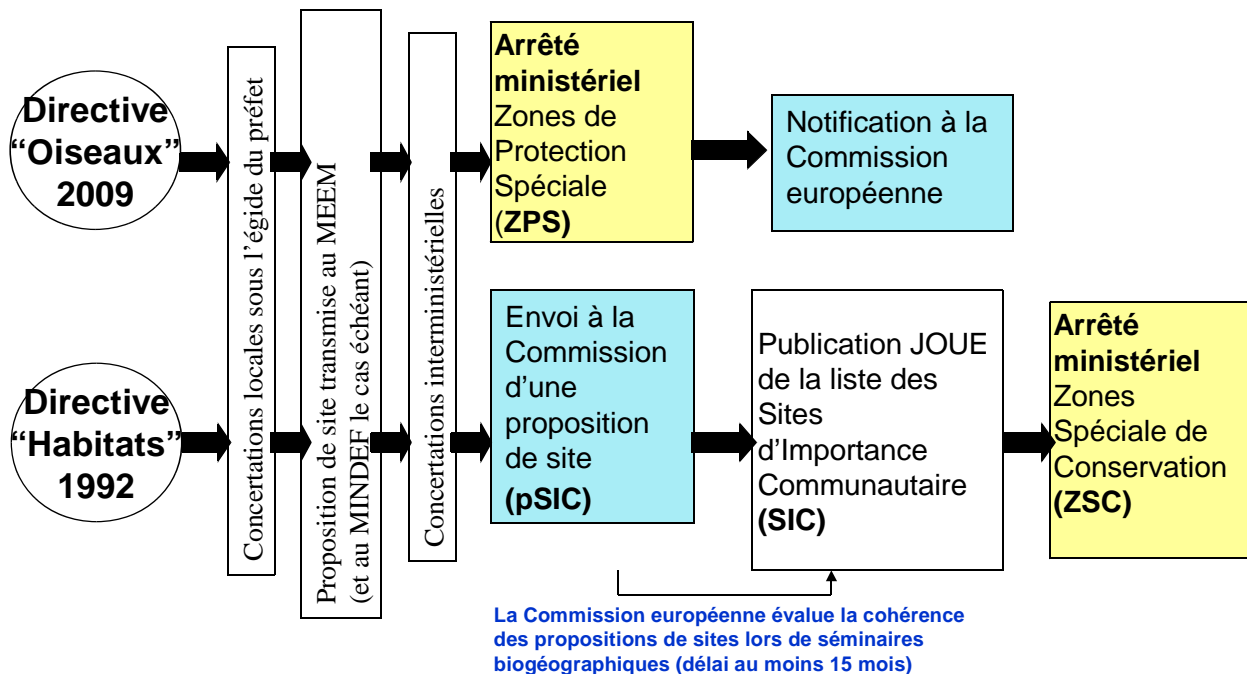 Directive
“Oiseaux”
2009
Directive
“Habitats”
1992
Concertations locales sous l’égide du préfet
Proposition de site transmise au MEEM
(et au MINDEF le cas échéant)
Concertations interministérielles
Arrêté
ministériel
Zones de
Protection
Spéciale
(ZPS)
Notification à la
Commission
européenne
Envoi à la
Commission
d’une
proposition
de site
(pSIC)
Publication JOUE
de la liste des
Sites
d’Importance
Communautaire
(SIC)
Arrêté
ministériel
Zones
Spéciale de
Conservation
(ZSC)
La Commission européenne évalue la cohérence
des propositions de sites lors de séminaires
biogéographiques (délai au moins 15 mois)